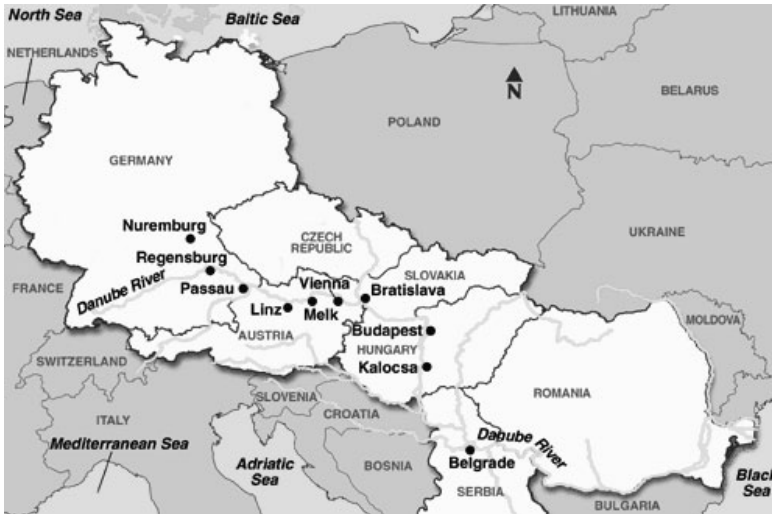 North Sea
Baltic Sea
LITHUANIA
NETHERLANDS
BELARUS
N
POLAND
GERMANY
UKRAINE
Nuremburg
CZECH
REPUBLIC
Regensburg
SLOVAKIA
FRANCE
Danube River
Passau
Vienna
Bratislava
Linz
Melk
MOLDOVA
Budapest
AUSTRIA
HUNGARY
SWITZERLAND
Kalocsa
ROMANIA
SLOVENIA
CROATIA
ITALY
Mediterranean Sea
Danube River
Adriatic
Sea
BOSNIA
Belgrade
Black
Sea
SERBIA
BULGARIA